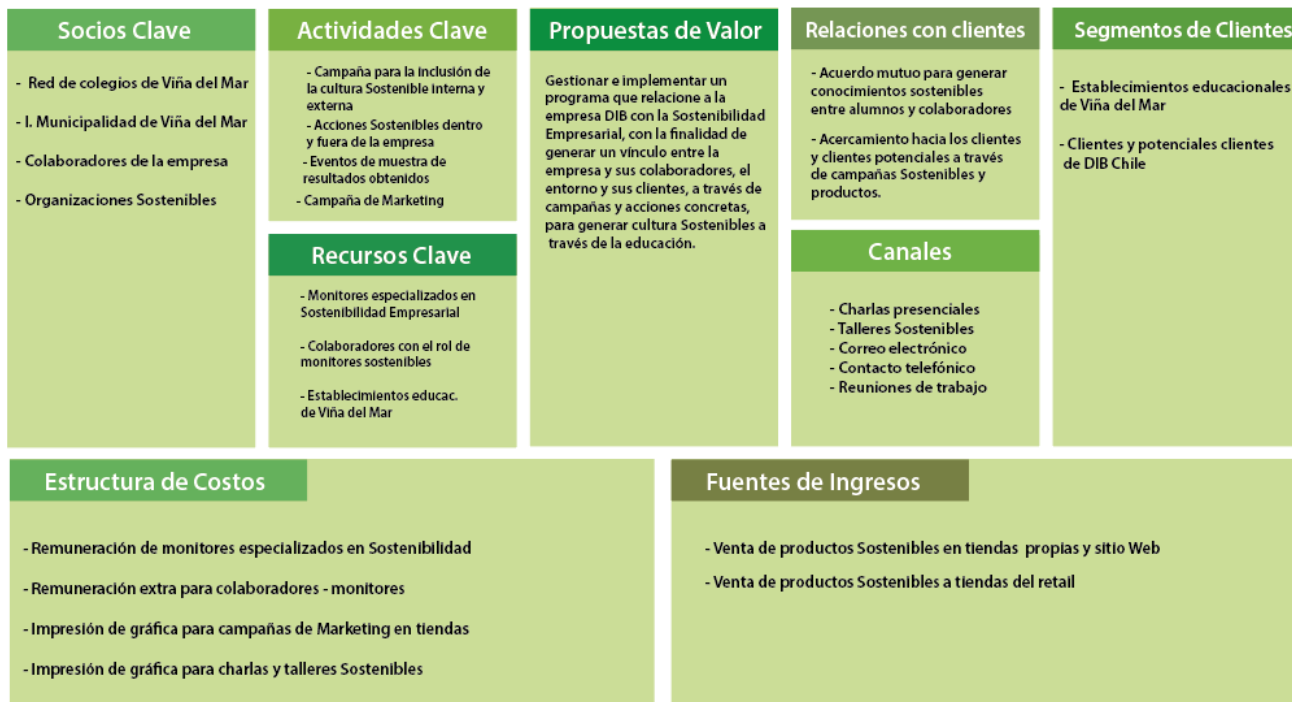 Socios Clave
- Red de colegios de Viña del Mar
- I. Municipalidad de Viña del Mar
- Colaboradores de la empresa
- Organizaciones Sostenibles
Actividades Clave
- Campaña para la inclusión de
la cultura Sostenible interna y
externa
- Acciones Sostenibles dentro
y fuera de la empresa
- Eventos de muestra de
resultados obtenidos
- Campaña de Marketing
Recursos Clave
- Monitores especializados en
Sostenibilidad Empresarial
- Colaboradores con el rol de
monitores sostenibles
- Establecimientos educac.
de Viña del Mar
Propuestas de Valor
Gestionar e implementar un
programa que relacione a la
empresa DIB con la Sostenibilidad
Empresarial, con la finalidad de
generar un vínculo entre la
empresa y sus colaboradores, el
entorno y sus clientes, a través de
campañas y acciones concretas,
para generar cultura Sostenibles a
través de la educación.
Relaciones con clientes
- Acuerdo mutuo para generar
conocimientos sostenibles
entre alumnos y colaboradores
- Acercamiento hacia los clientes
y clientes potenciales a través
de campañas Sostenibles y
productos.
Canales
- Charlas presenciales
- Talleres Sostenibles
- Correo electrónico
- Contacto telefónico
- Reuniones de trabajo
Segmentos de Clientes
- Establecimientos educacionales
de Viña del Mar
- Clientes y potenciales clientes
de DIB Chile
Estructura de Costos
- Remuneración de monitores especializados en Sostenibilidad
- Remuneración extra para colaboradores - monitores
- Impresión de gráfica para campañas de Marketing en tiendas
- Impresión de gráfica para charlas y talleres Sostenibles
Fuentes de Ingresos
- Venta de productos Sostenibles en tiendas propias y sitio Web
- Venta de productos Sostenibles a tiendas del retail